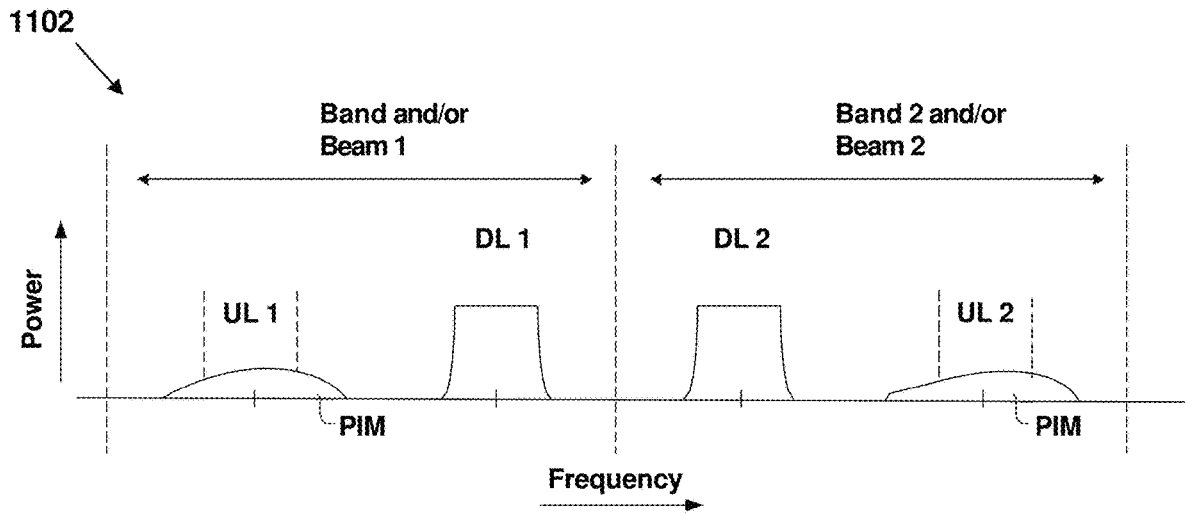 1102
Band and/or
Beam 1
Band 2 and/or
Beam 2
DL 1
DL 2
Power
UL 1
UL 2
PIM
PIM
Frequency